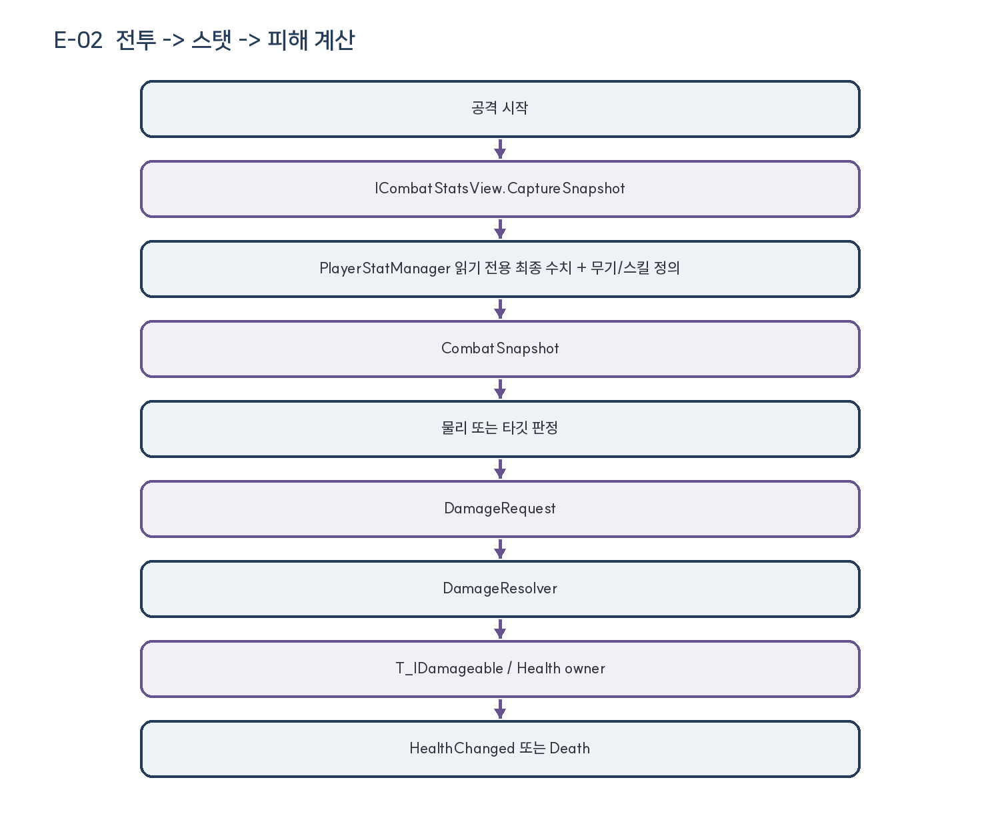 E-02 전투 -> 스탯 -> 피해 계산
공격 시작
ICombatStatsView.CaptureSnapshot
PlayerStatManager 읽기 전용 최종 수치 + 무기/스킬 정의
CombatSnapshot
물리 또는 타깃 판정
DamageRequest
DamageResolver
T_IDamageable / Health owner
HealthChanged 또는 Death